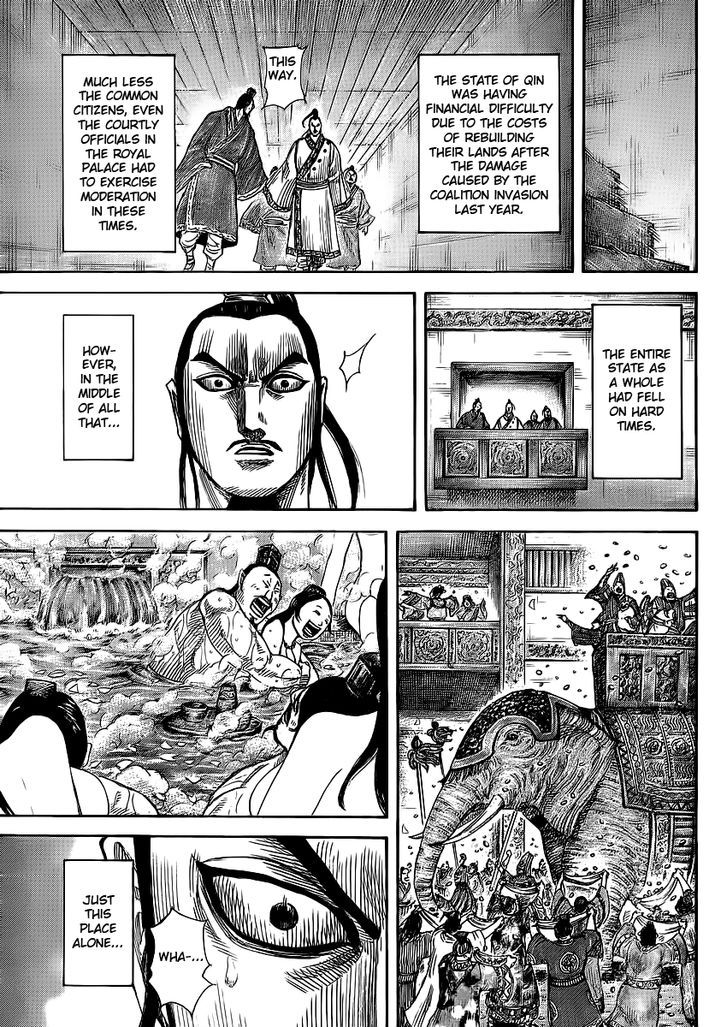 THE STATE OF QIN
WAS HAVING
FINANCIAL DIFFICULTY
DUE TO THE COSTS
OF REBUILDING
THEIR LANDS AFTER
THE DAMAGE
CAUSED BY THE
COALITION INVASION
LAST YEAR.
THIS
WAY.
MUCH LESS
THE COMMON
CITIZENS, EVEN
THE COURTLY
OFFICIALS IN
THE ROYAL
PALACE HAD
TO EXERCISE
MODERATION
IN THESE
TIMES.
THE ENTIRE
STATE AS
A WHOLE
HAD FELL
ON HARD
TIMES.
HOW-
EVER,
IN THE
MIDDLE
OF ALL
THAT...
JUST
THIS
PLACE
ALONE...
WHA-...